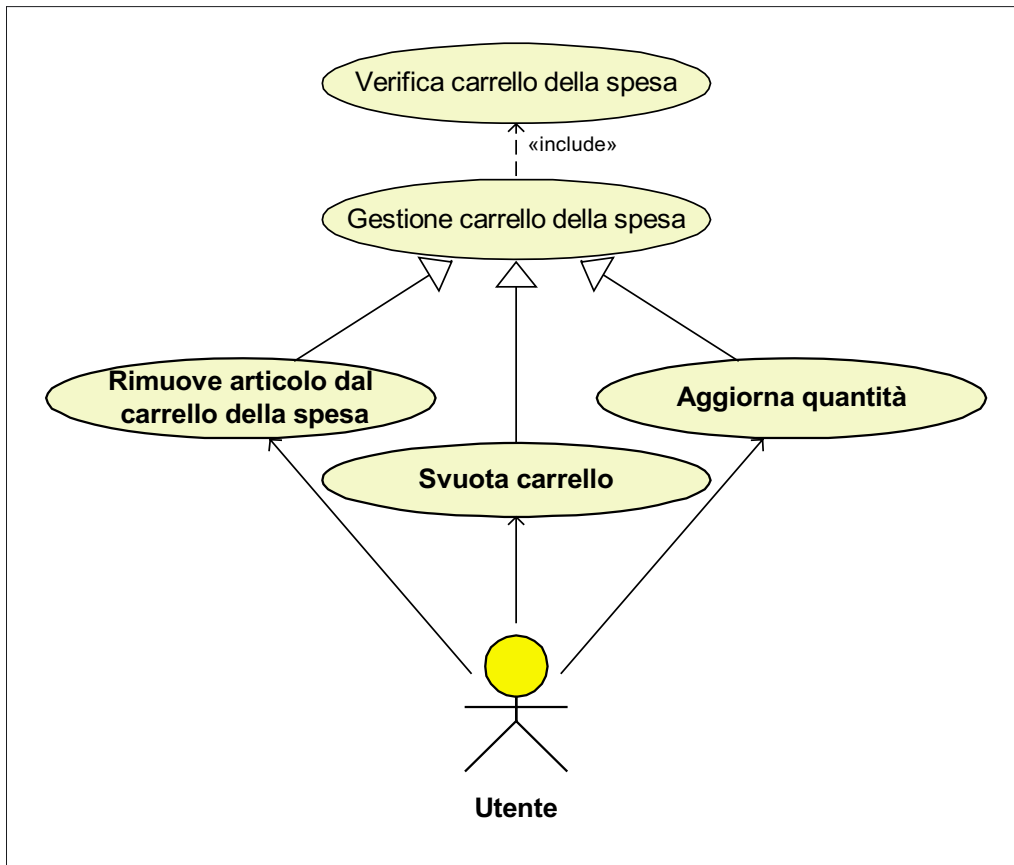 Verifica carrello della spesa
«include»
Gestione carrello della spesa
Rimuove articolo dal
carrello della spesa
Aggiorna quantità
Svuota carrello
Utente